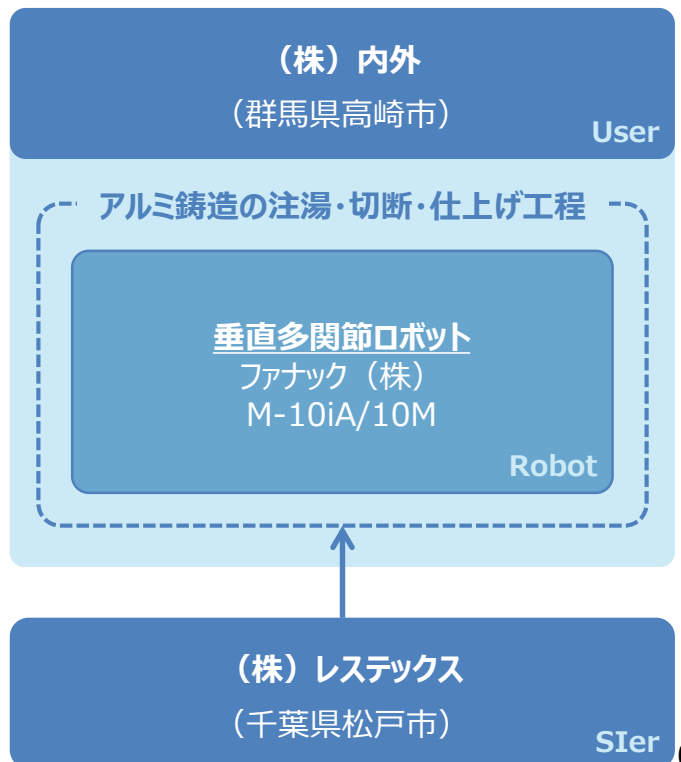 （株）内外
（群馬県高崎市）
User
アルミ鋳造の注湯・切断・仕上げ工程
垂直多関節ロボット
ファナック（株）
M-10iA/10M
Robot
（株）レステックス
（千葉県松戸市）
SIer